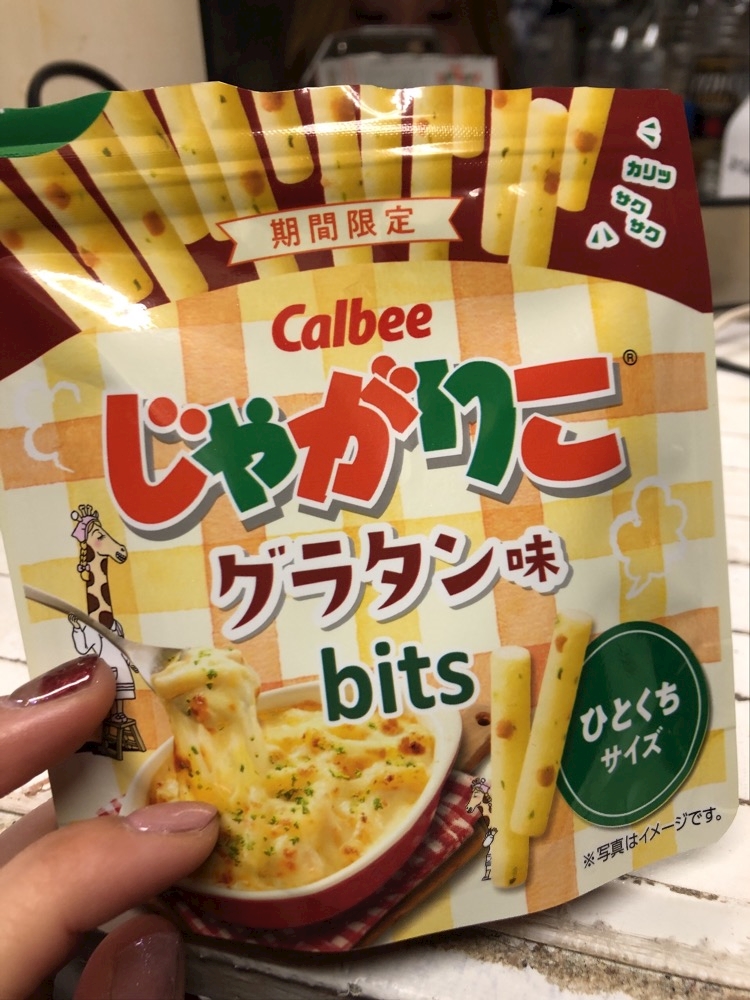 期間限定
カリッ
サク
サク
Calbee
じゃがりこ®
グラタン味
bits
ひとくち
サイズ
※写真はイメージです。